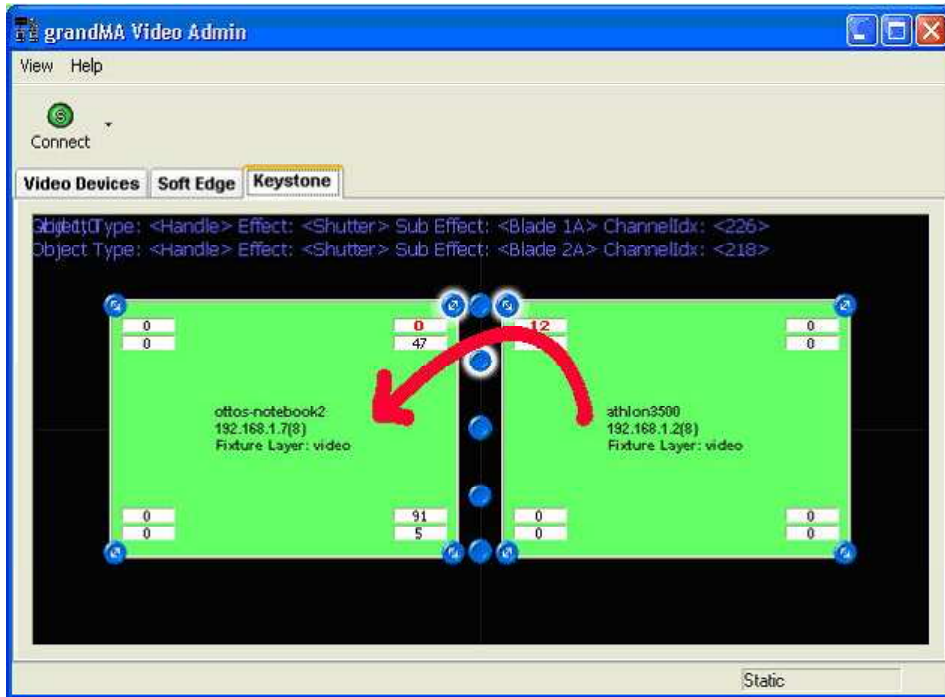 grandMA Video Admin
View Help
Connect
Video Devices Soft Edge Keystone
Type: <Handle> Effect: <Shutter> Sub Effect: <Blade 1A> ChannelIdx: <226>
Object Type: <Handle> Effect: <Shutter> Sub Effect: <Blade 2A> ChannelIdx: <218>
0 0 12 0
0 47 0
ottos-notebook2
192.168.1.7(8)
Fixture Layer: video
athlon3500
192.168.1.2(8)
Fixture Layer: video
0 91 0 0
0 5 0 0
Static